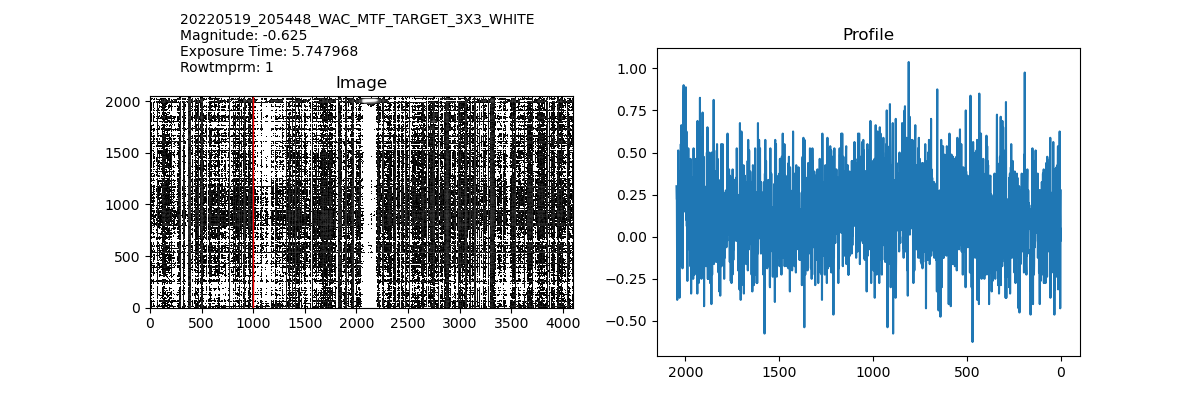 20220519_205448_WAC_MTF_TARGET_3X3_WHITE
Magnitude: -0.625
Exposure Time: 5.747968
Rowtmprm: 1
Image
2000
1500
1000
500
0
0 500 1000 1500 2000 2500 3000 3500 4000
Profile
1.00
0.75
0.50
0.25
0.00
−0.25
−0.50
2000 1500 1000 500 0